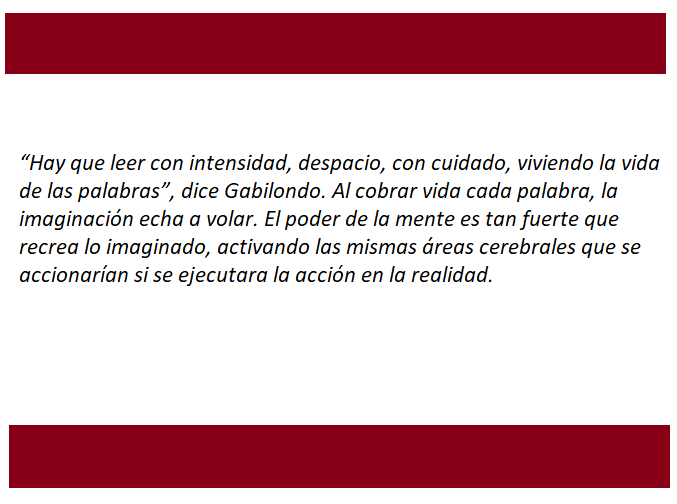 “Hay que leer con intensidad, despacio, con cuidado, viviendo la vida
de las palabras”, dice Gabilondo. Al cobrar vida cada palabra, la
imaginación echa a volar. El poder de la mente es tan fuerte que
recrea lo imaginado, activando las mismas áreas cerebrales que se
accionarían si se ejecutara la acción en la realidad.